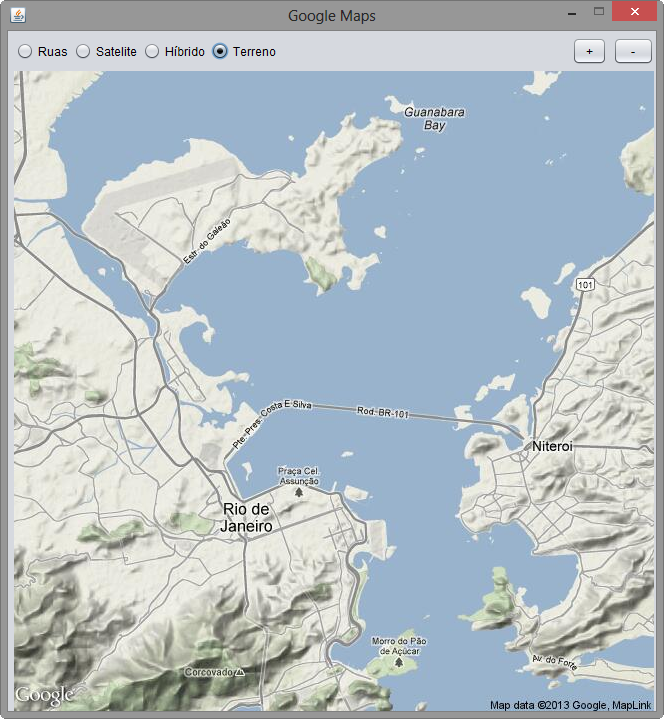 Google Maps
Ruas Satelite Híbrido Terreno + -
Guanabara
Bay
Estr. do Galeão
101
Pte. Pres. Costa E Silva
Rod. BR-101
Niteroi
Praça Cel.
Assunção
Rio de
Janeiro
Morro do Pão
de Açúcar
Av. do Forte
Corcovado
Google
Map data ©2013 Google, MapLink